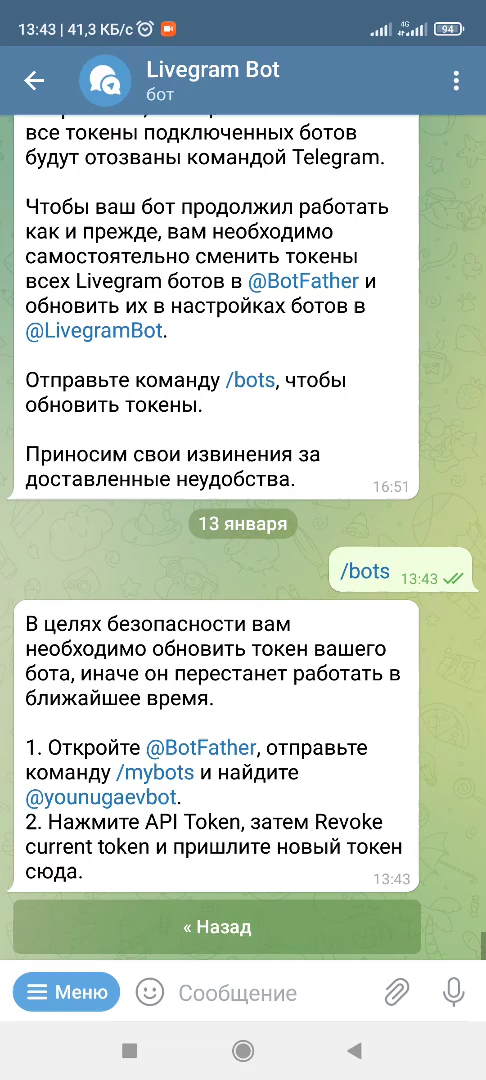 13:43 | 41,3 КБ/с
4G
94
Livegram Bot
бот
все токены подключенных ботов
будут отозваны командой Telegram.
Чтобы ваш бот продолжил работать
как и прежде, вам необходимо
самостоятельно сменить токены
всех Livegram ботов в @BotFather и
обновить их в настройках ботов в
@LivegramBot.
Отправьте команду /bots, чтобы
обновить токены.
Приносим свои извинения за
доставленные неудобства.
16:51
13 января
/bots 13:43
В целях безопасности вам
необходимо обновить токен вашего
бота, иначе он перестанет работать в
ближайшее время.
1. Откройте @BotFather, отправьте
команду /mybots и найдите
@younugaevbot.
2. Нажмите API Token, затем Revoke
current token и пришлите новый токен
сюда.
13:43
« Назад
Меню
Сообщение